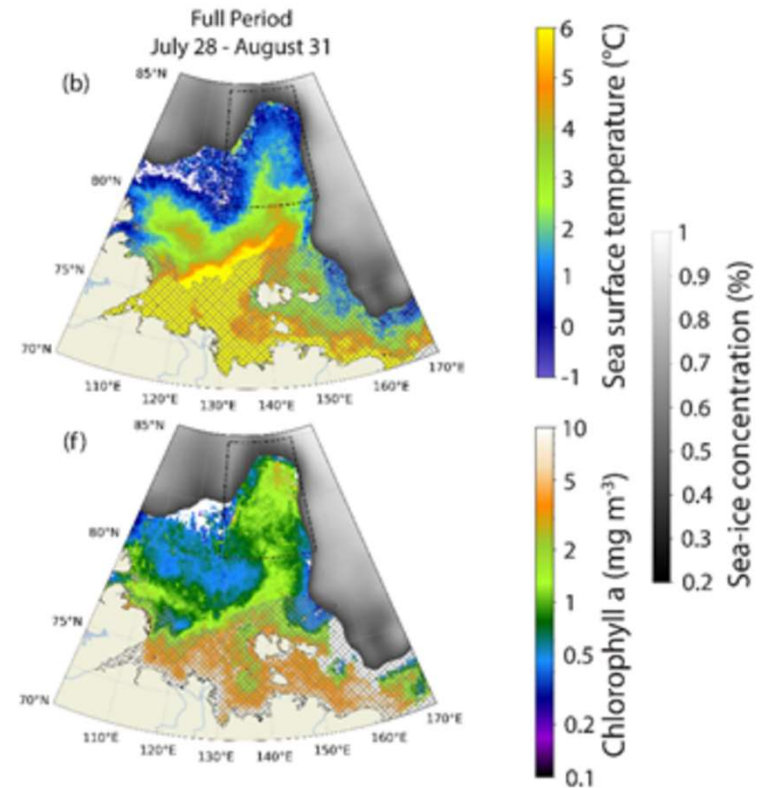 Full Period
July 28 - August 31
(b)
85°N
80°N
75°N
70°N
110°E
120°E
130°E
140°E
150°E
160°E
170°E
6
5
4
3
2
1
0
-1
Sea surface temperature (°C)
(f)
85°N
80°N
75°N
70°N
110°E
120°E
130°E
140°E
150°E
160°E
170°E
10
5
2
1
0.5
0.2
0.1
Chlorophyll a (mg m⁻³)
1
0.9
0.8
0.7
0.6
0.5
0.4
0.3
0.2
Sea-ice concentration (%)